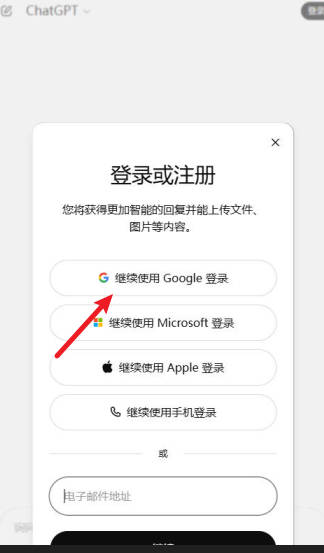 ChatGPT
登录
登录或注册
您将获得更加智能的回复并能上传文件、
图片等内容。
继续使用 Google 登录
继续使用 Microsoft 登录
继续使用 Apple 登录
继续使用手机登录
或
电子邮件地址